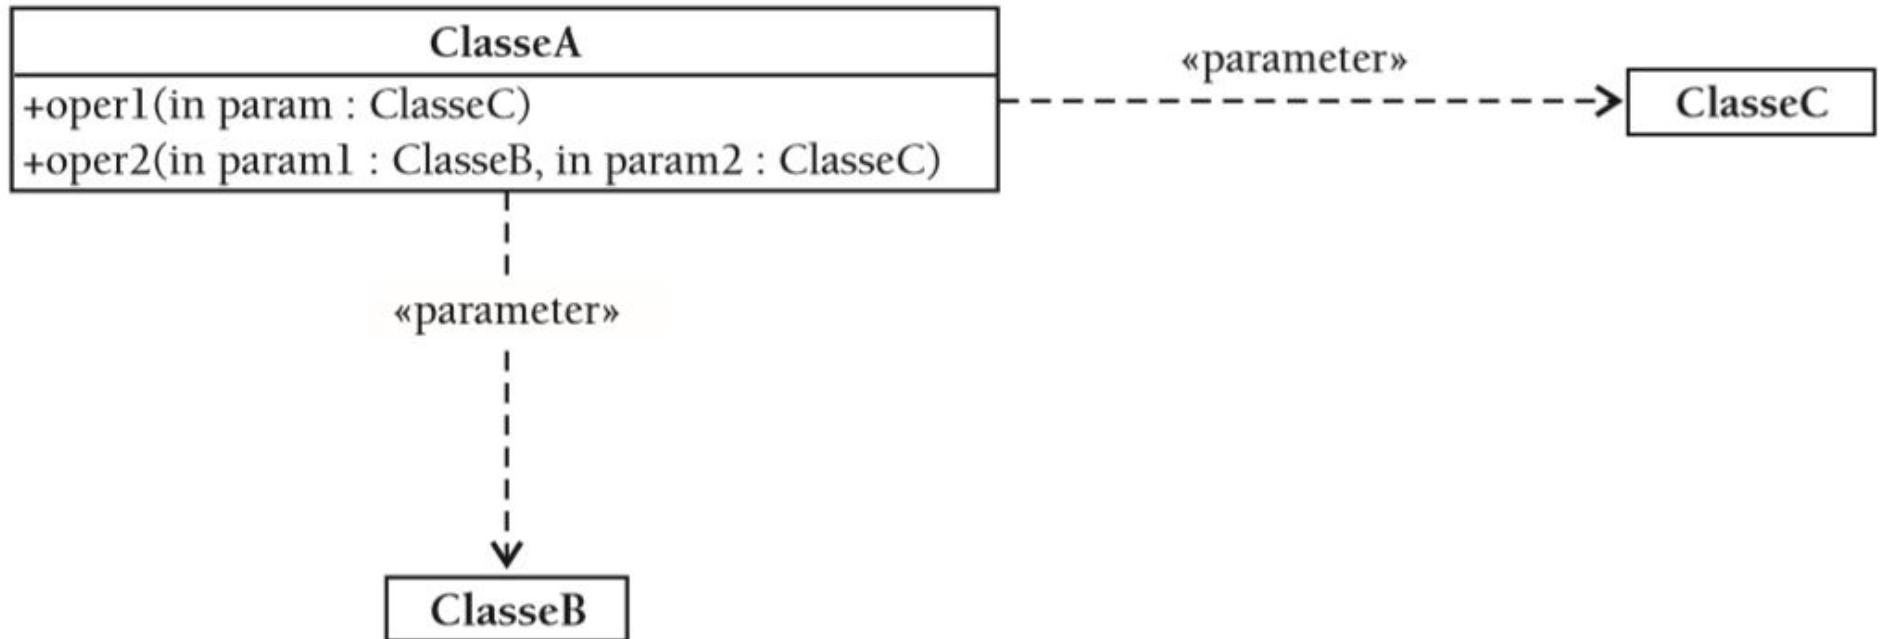 ClasseA
+oper1(in param : ClasseC)
+oper2(in param1 : ClasseB, in param2 : ClasseC)
«parameter»
ClasseC
«parameter»
ClasseB